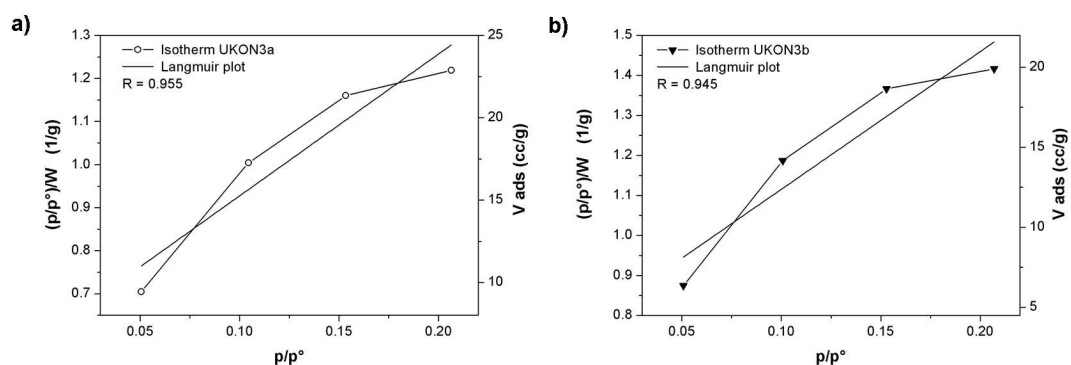 a)
Isotherm UKON3a
Langmuir plot
R = 0.955
(p/p°)/W (1/g)
1.3
1.2
1.1
1.0
0.9
0.8
0.7
V ads (cc/g)
25
20
15
10
0.05
0.10
0.15
0.20
p/p°
b)
Isotherm UKON3b
Langmuir plot
R = 0.945
(p/p°)/W (1/g)
1.5
1.4
1.3
1.2
1.1
1.0
0.9
0.8
V ads (cc/g)
20
15
10
5
0.05
0.10
0.15
0.20
p/p°